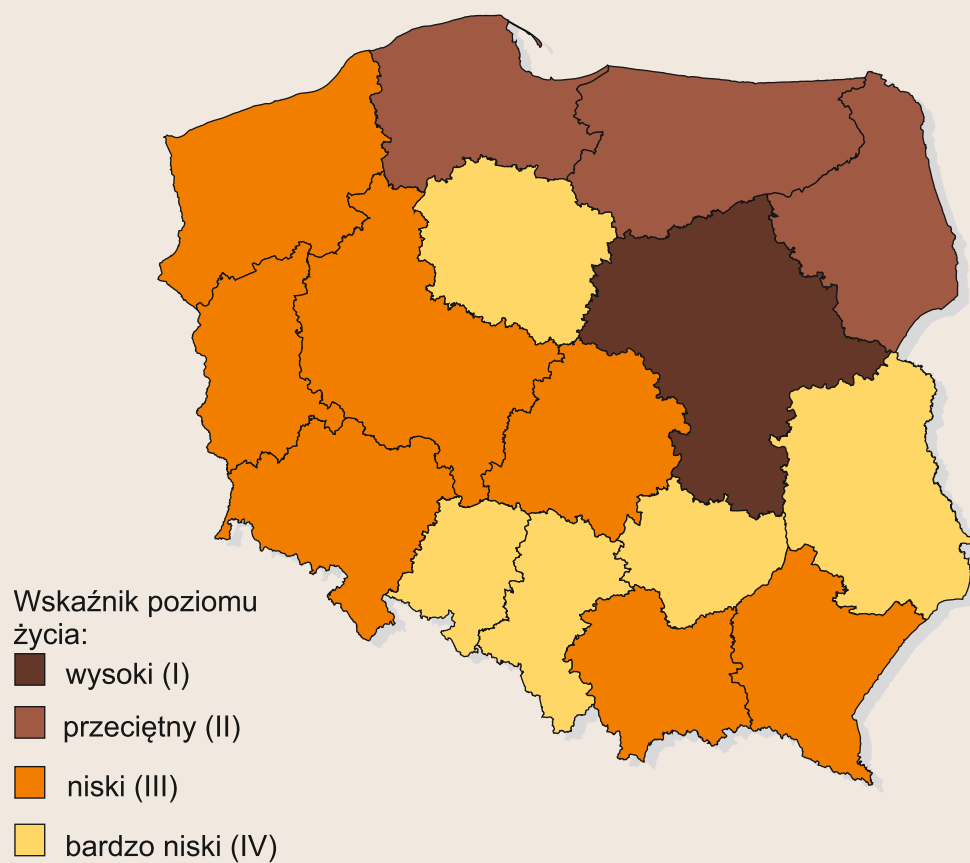 Wskaźnik poziomu
życia:
wysoki (I)
przeciętny (II)
niski (III)
bardzo niski (IV)